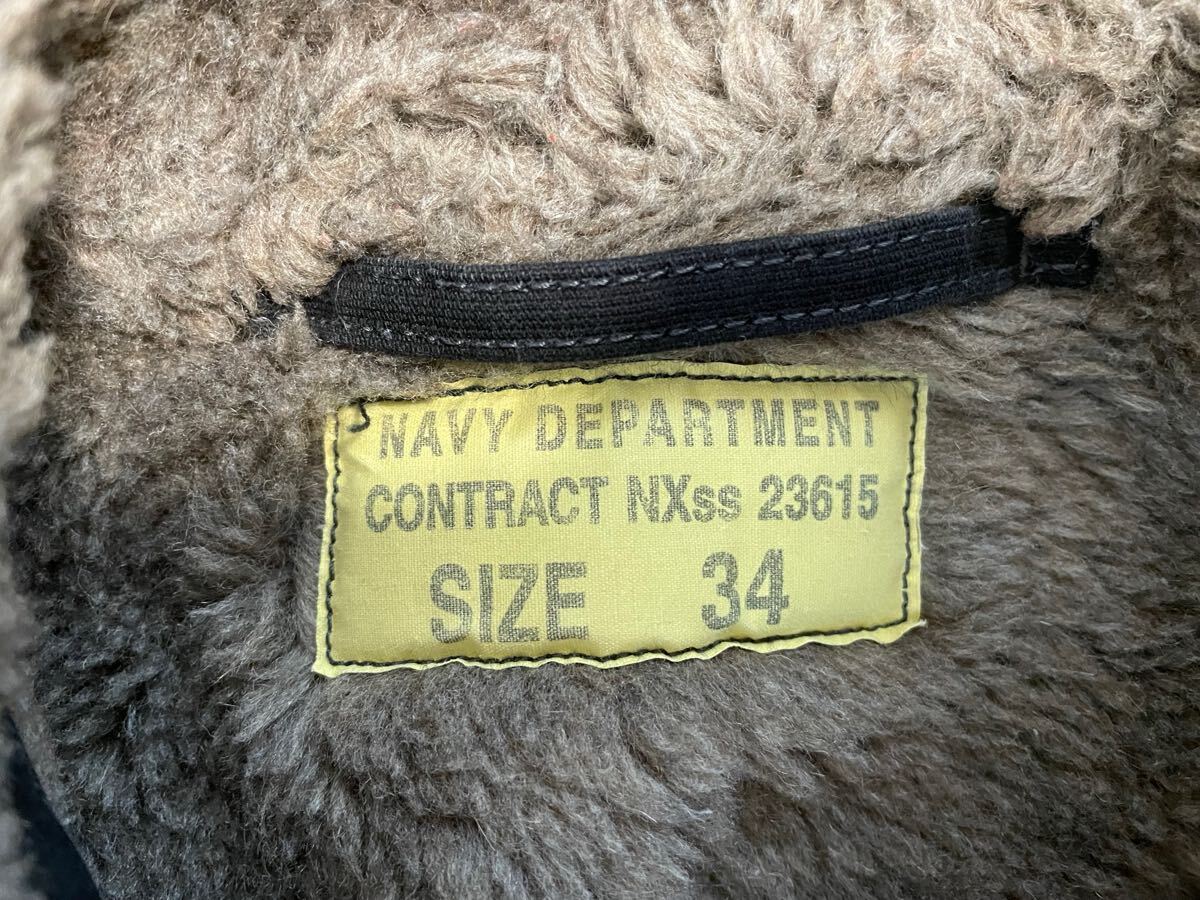 NAVY DEPARTMENT
CONTRACT NXss 23615
SIZE 34